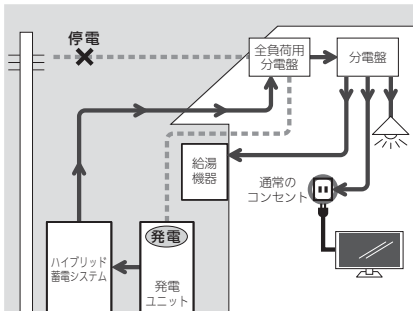 停電
全負荷用
分電盤
分電盤
給湯
機器
通常の
コンセント
発電
ハイブリッド
蓄電システム
発電
ユニット